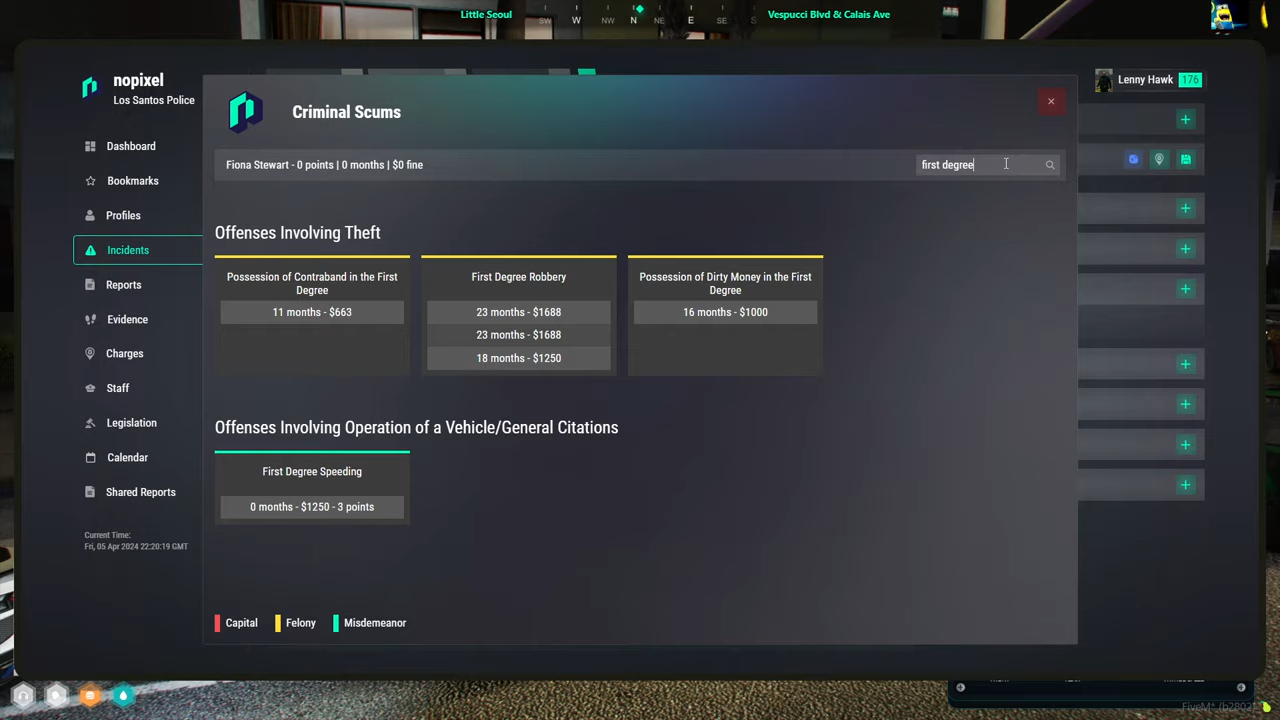 Little Seoul
SW W NW N NE E SE S
Vespucci Blvd & Calais Ave
nopixel
Los Santos Police
Lenny Hawk 176
Criminal Scums
Fiona Stewart - 0 points | 0 months | $0 fine
first degree
Dashboard
Bookmarks
Profiles
Incidents
Reports
Evidence
Charges
Staff
Legislation
Calendar
Shared Reports
Current Time:
Fri, 05 Apr 2024 22:20:19 GMT
Offenses Involving Theft
Possession of Contraband in the First
Degree
11 months - $663
First Degree Robbery
23 months - $1688
23 months - $1688
18 months - $1250
Possession of Dirty Money in the First
Degree
16 months - $1000
Offenses Involving Operation of a Vehicle/General Citations
First Degree Speeding
0 months - $1250 - 3 points
Capital
Felony
Misdemeanor